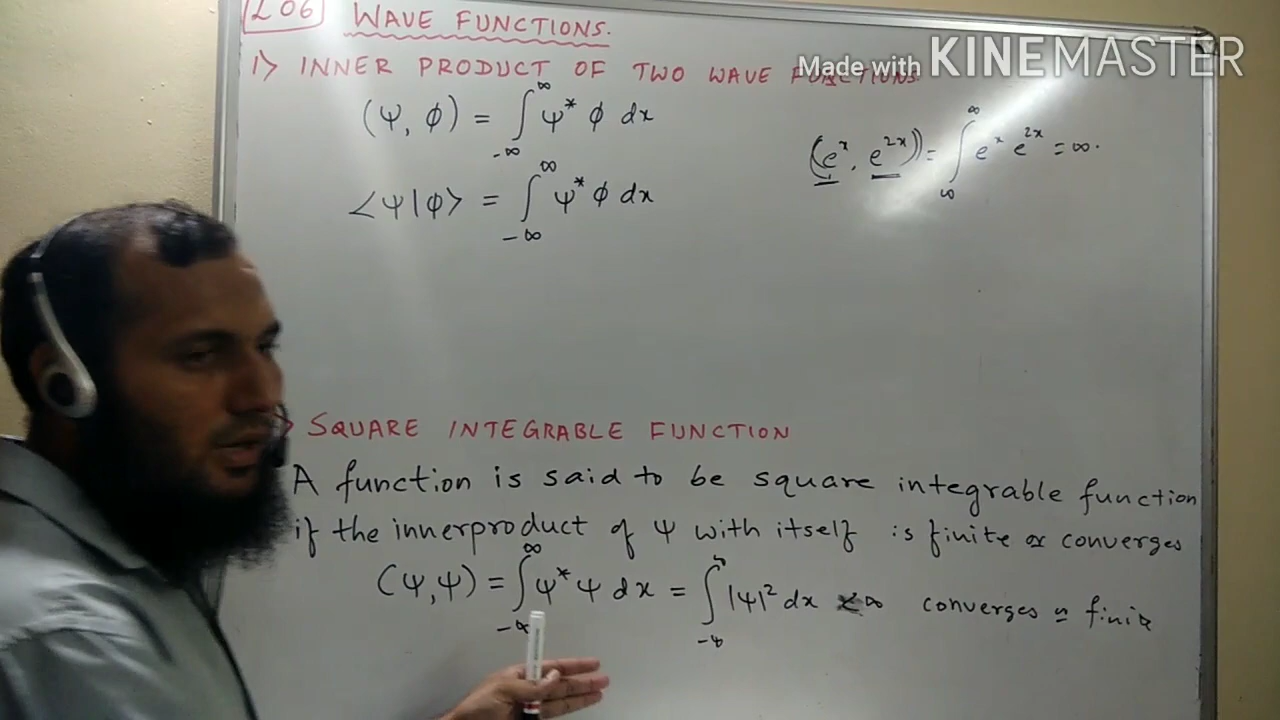 L06 WAVE FUNCTIONS.
1> INNER PRODUCT OF TWO WAVE FUNCTIONS
Made with KINEMASTER
(Ψ, ϕ) = ∫_{-∞}^{∞} Ψ* ϕ dx
(e^x, e^{2x}) = ∫_{∞}^{∞} e^x e^{2x} = ∞.
<Ψ|ϕ> = ∫_{-∞}^{∞} Ψ* ϕ dx
> SQUARE INTEGRABLE FUNCTION
A function is said to be square integrable function
if the innerproduct of Ψ with itself is finite or converges
(Ψ,Ψ) = ∫_{-∞}^{∞} Ψ* Ψ dx = ∫_{-∞}^{∞} |Ψ|² dx < ∞ converges = finite